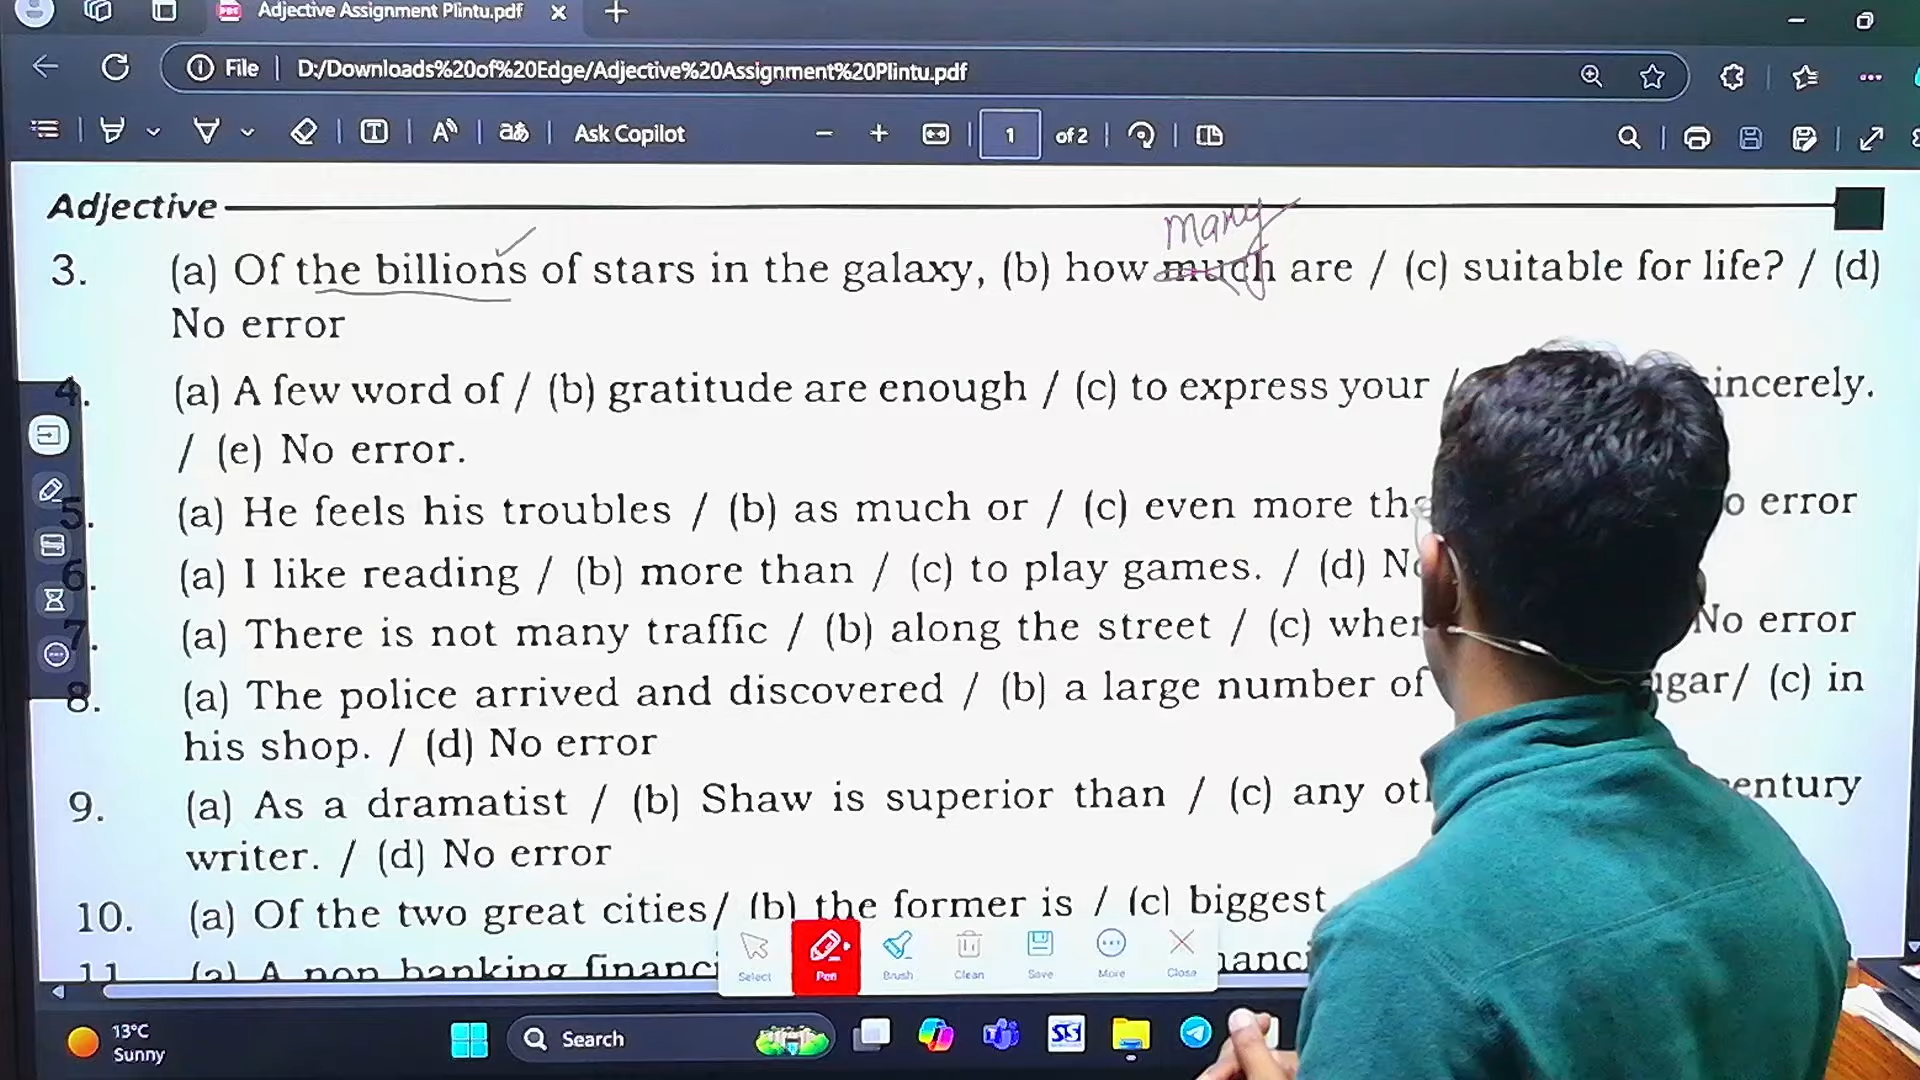 Adjective Assignment Plintu.pdf
File D:/Downloads%20of%20Edge/Adjective%20Assignment%20Plintu.pdf
Ask Copilot 1 of 2
Adjective
many
3. (a) Of the billions of stars in the galaxy, (b) how much are / (c) suitable for life? / (d)
No error
4. (a) A few word of / (b) gratitude are enough / (c) to express your / incerely.
/ (e) No error.
5. (a) He feels his troubles / (b) as much or / (c) even more o error
6. (a) I like reading / (b) more than / (c) to play games. / (d)
7. (a) There is not many traffic / (b) along the street / (c) No error
8. (a) The police arrived and discovered / (b) a large number of ugar/ (c) in
his shop. / (d) No error
9. (a) As a dramatist / (b) Shaw is superior than / (c) any entury
writer. / (d) No error
10. (a) Of the two great cities/ (b) the former is / (c) biggest
11. (a) A non banking financi nanci
Select Pen Brush Clean Save More Close
13°C
Sunny
Search